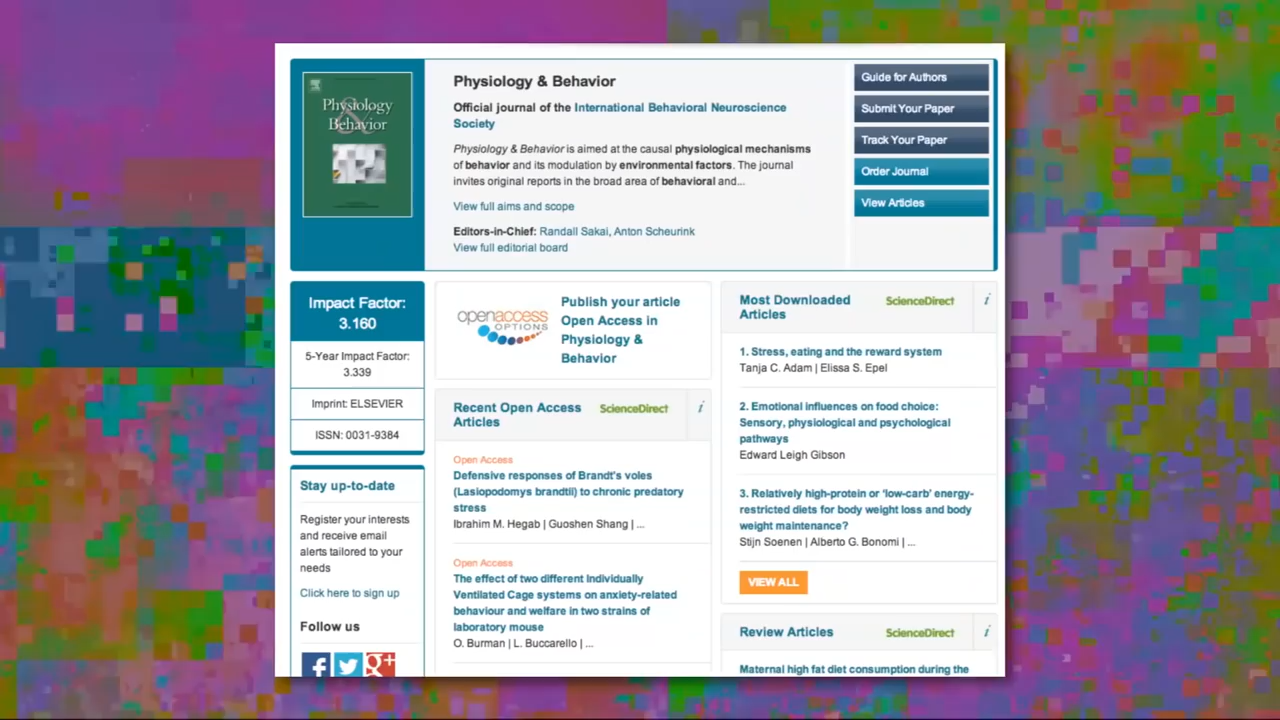 Physiology
&
Behavior
Physiology & Behavior
Official journal of the International Behavioral Neuroscience
Society
Physiology & Behavior is aimed at the causal physiological mechanisms
of behavior and its modulation by environmental factors. The journal
invites original reports in the broad area of behavioral and...
View full aims and scope
Editors-in-Chief: Randall Sakai, Anton Scheurink
View full editorial board
Guide for Authors
Submit Your Paper
Track Your Paper
Order Journal
View Articles
Impact Factor:
3.160
5-Year Impact Factor:
3.339
Imprint: ELSEVIER
ISSN: 0031-9384
Stay up-to-date
Register your interests
and receive email
alerts tailored to your
needs
Click here to sign up
Follow us
f
g+
openaccess
OPTIONS
Publish your article
Open Access in
Physiology &
Behavior
Recent Open Access
Articles
ScienceDirect
i
Open Access
Defensive responses of Brandt's voles
(Lasiopodomys brandtii) to chronic predatory
stress
Ibrahim M. Hegab | Guoshen Shang | ...
Open Access
The effect of two different Individually
Ventilated Cage systems on anxiety-related
behaviour and welfare in two strains of
laboratory mouse
O. Burman | L. Buccarello | ...
Most Downloaded
Articles
ScienceDirect
i
1. Stress, eating and the reward system
Tanja C. Adam | Elissa S. Epel
2. Emotional influences on food choice:
Sensory, physiological and psychological
pathways
Edward Leigh Gibson
3. Relatively high-protein or ‘low-carb’ energy-
restricted diets for body weight loss and body
weight maintenance?
Stijn Soenen | Alberto G. Bonomi | ...
VIEW ALL
Review Articles
ScienceDirect
i
Maternal high fat diet consumption during the